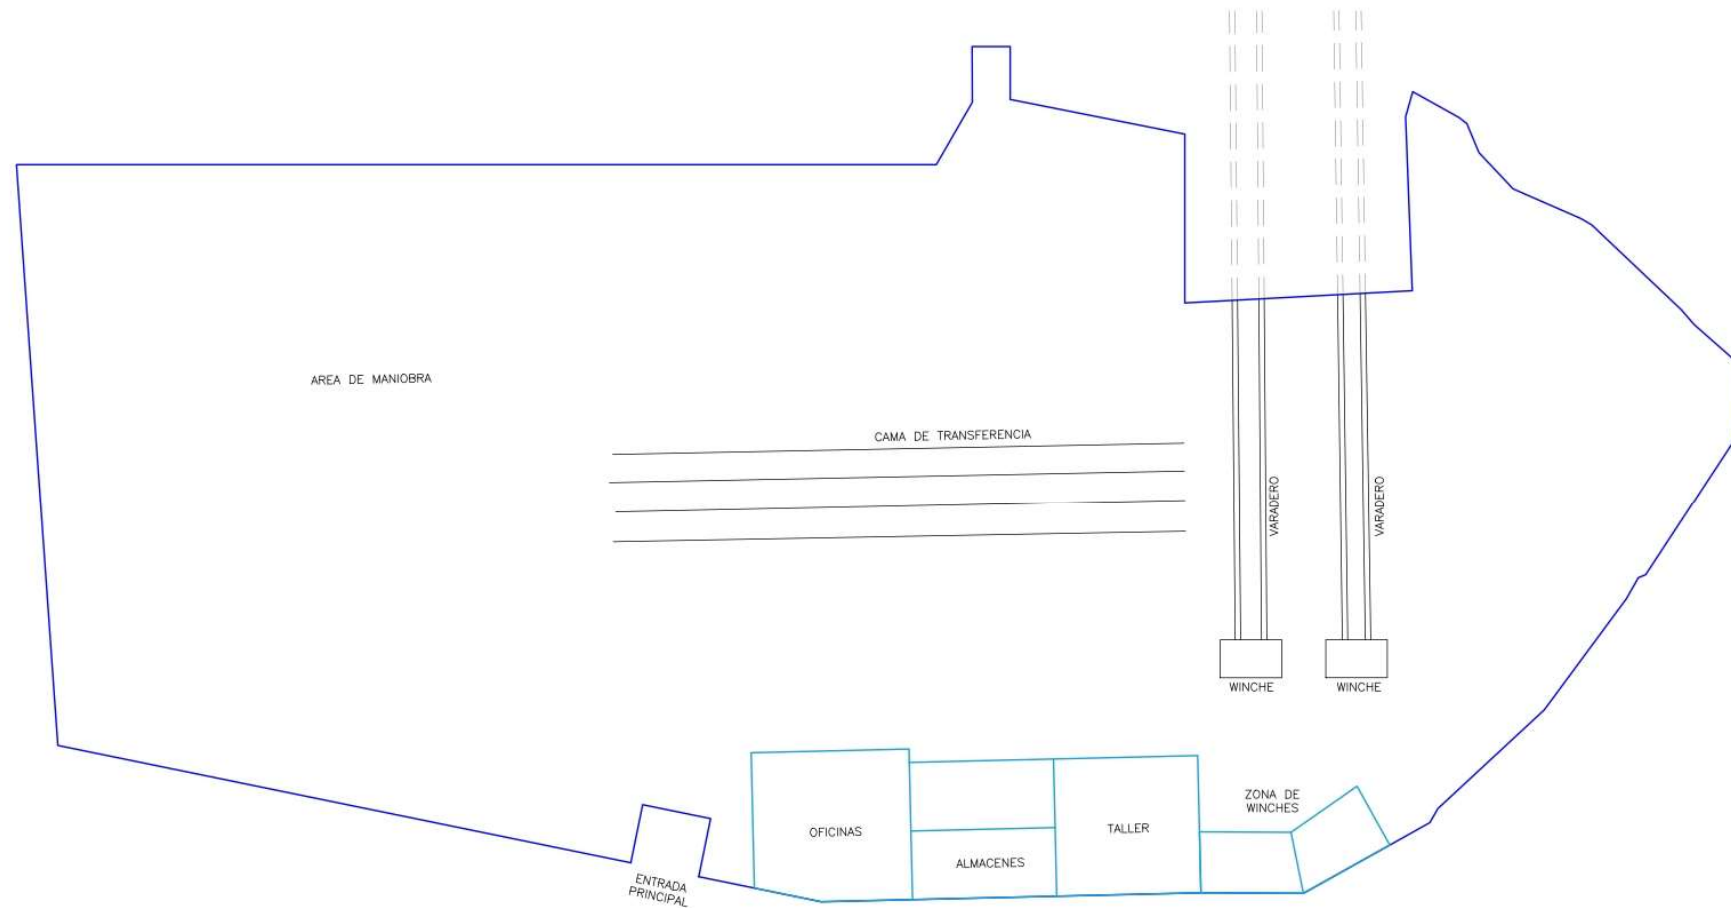 AREA DE MANIOBRA
CAMA DE TRANSFERENCIA
VARADERO
VARADERO
WINCHE
WINCHE
ZONA DE
WINCHES
OFICINAS
TALLER
ALMACENES
ENTRADA
PRINCIPAL